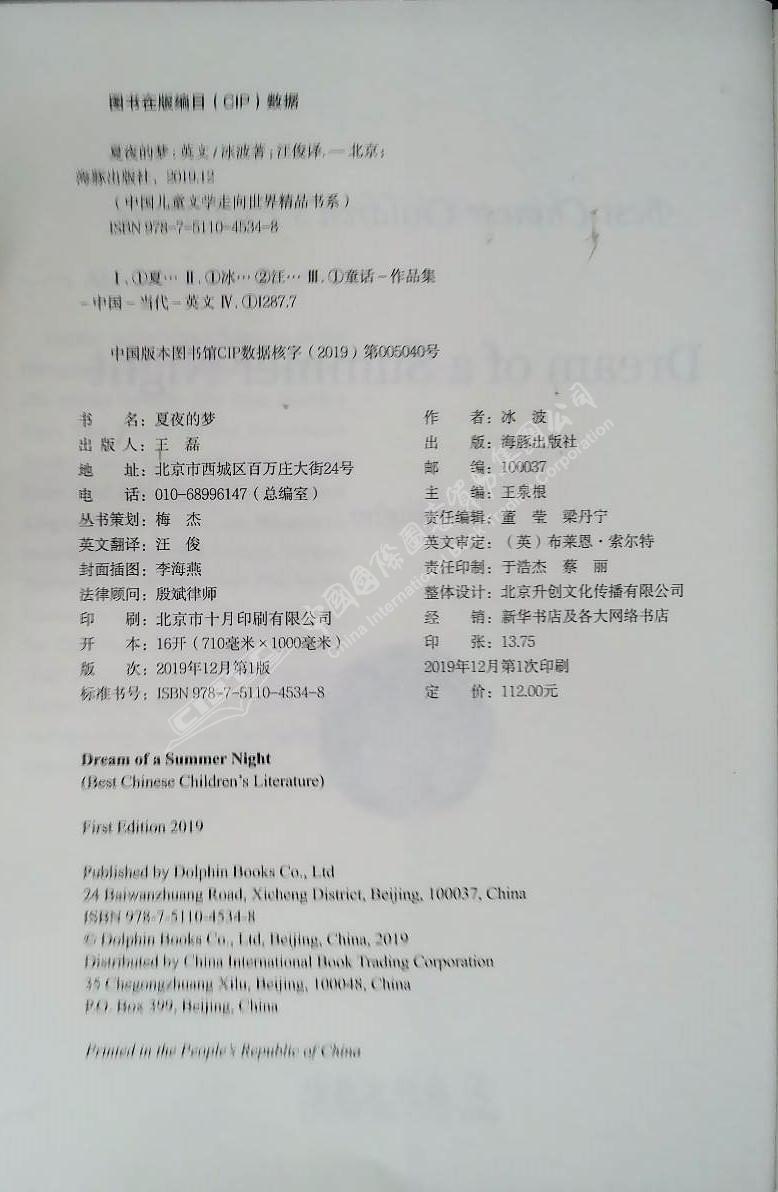 图书在版编目（CIP）数据
夏夜的梦：英文/冰波著；汪俊译. — 北京：
海豚出版社，2019.12
（中国儿童文学走向世界精品书系）
ISBN 978-7-5110-4534-8
Ⅰ. ①夏… Ⅱ. ①冰… ②汪… Ⅲ. ①童话－作品集
－中国－当代－英文 Ⅳ. ①I287.7
中国版本图书馆CIP数据核字（2019）第005040号
书 名：夏夜的梦
作 者：冰 波
出 版 人：王 磊
出 版：海豚出版社
地 址：北京市西城区百万庄大街24号
邮 编：100037
电 话：010-68996147（总编室）
主 编：王泉根
丛书策划：梅 杰
责任编辑：董 莹 梁丹宁
英文翻译：汪 俊
英文审定：（英）布莱恩·索尔特
封面插图：李海燕
责任印制：于浩杰 蔡 丽
法律顾问：殷斌律师
整体设计：北京升创文化传播有限公司
印 刷：北京市十月印刷有限公司
经 销：新华书店及各大网络书店
开 本：16开（710毫米×1000毫米）
印 张：13.75
版 次：2019年12月第1版
2019年12月第1次印刷
标准书号：ISBN 978-7-5110-4534-8
定 价：112.00元
Dream of a Summer Night
(Best Chinese Children's Literature)
First Edition 2019
Published by Dolphin Books Co., Ltd
24 Baiwanzhuang Road, Xicheng District, Beijing, 100037, China
ISBN 978-7-5110-4534-8
© Dolphin Books Co., Ltd, Beijing, China, 2019
Distributed by China International Book Trading Corporation
35 Chegongzhuang Xilu, Beijing, 100048, China
P.O. Box 399, Beijing, China
Printed in the People's Republic of China
中国国际图书贸易集团公司
China International Book Trading Corporation